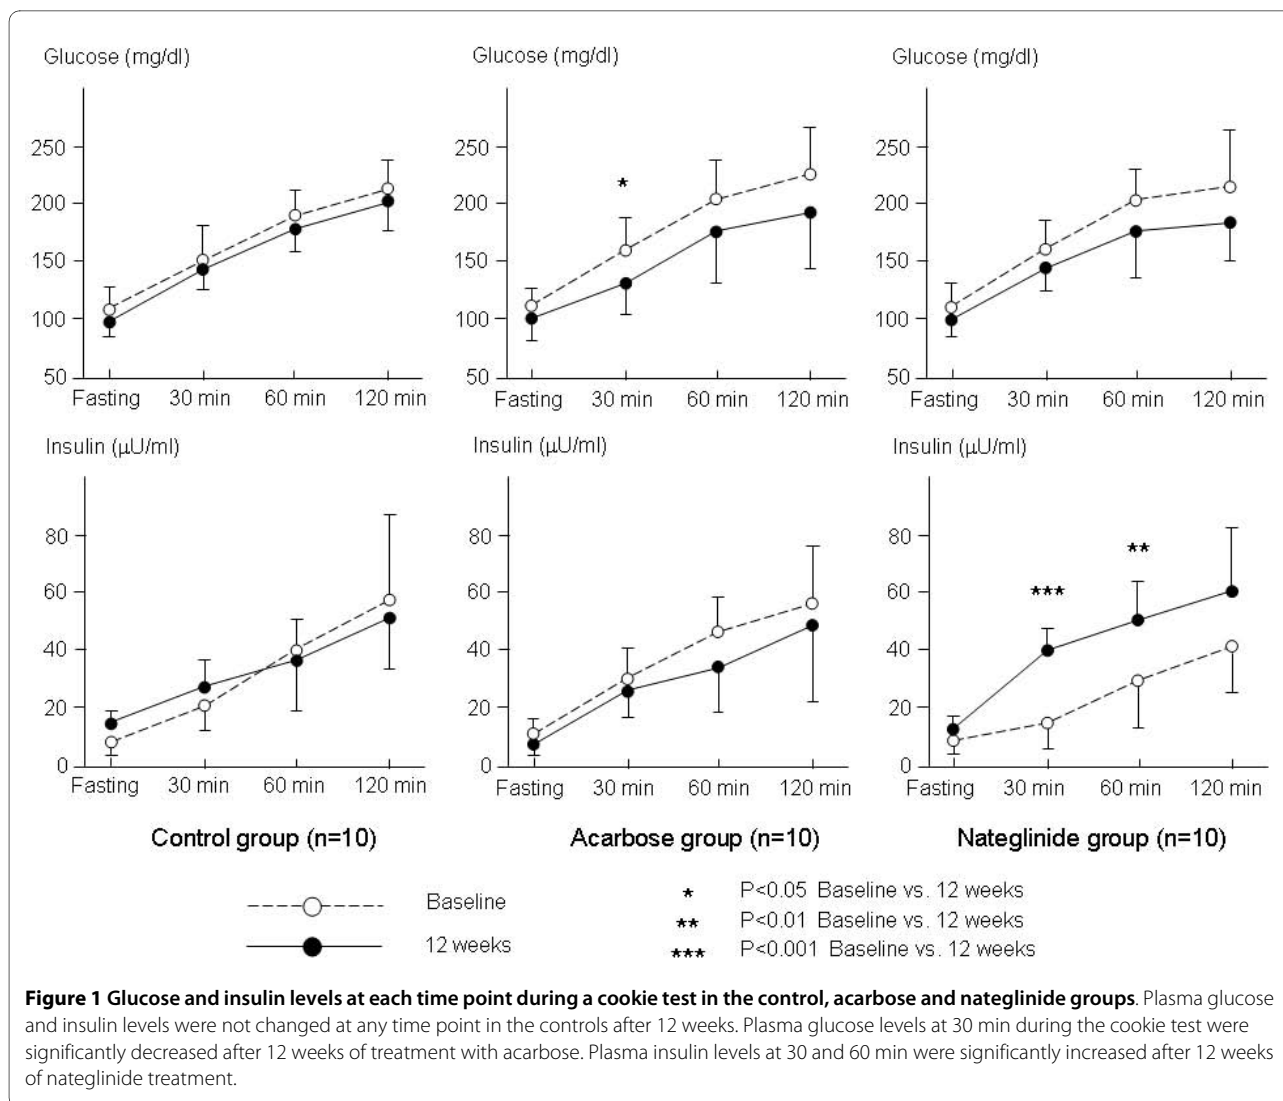 Glucose (mg/dl)
250
200
150
100
50
Fasting 30 min 60 min 120 min
Glucose (mg/dl)
250
200
150
100
50
*
Fasting 30 min 60 min 120 min
Glucose (mg/dl)
250
200
150
100
50
Fasting 30 min 60 min 120 min
Insulin (µU/ml)
80
60
40
20
0
Fasting 30 min 60 min 120 min
Control group (n=10)
Insulin (µU/ml)
80
60
40
20
0
Fasting 30 min 60 min 120 min
Acarbose group (n=10)
Insulin (µU/ml)
80
60
40
20
0
***
**
Fasting 30 min 60 min 120 min
Nateglinide group (n=10)
Baseline
12 weeks
* P<0.05 Baseline vs. 12 weeks
** P<0.01 Baseline vs. 12 weeks
*** P<0.001 Baseline vs. 12 weeks
Figure 1 Glucose and insulin levels at each time point during a cookie test in the control, acarbose and nateglinide groups. Plasma glucose
and insulin levels were not changed at any time point in the controls after 12 weeks. Plasma glucose levels at 30 min during the cookie test were
significantly decreased after 12 weeks of treatment with acarbose. Plasma insulin levels at 30 and 60 min were significantly increased after 12 weeks
of nateglinide treatment.